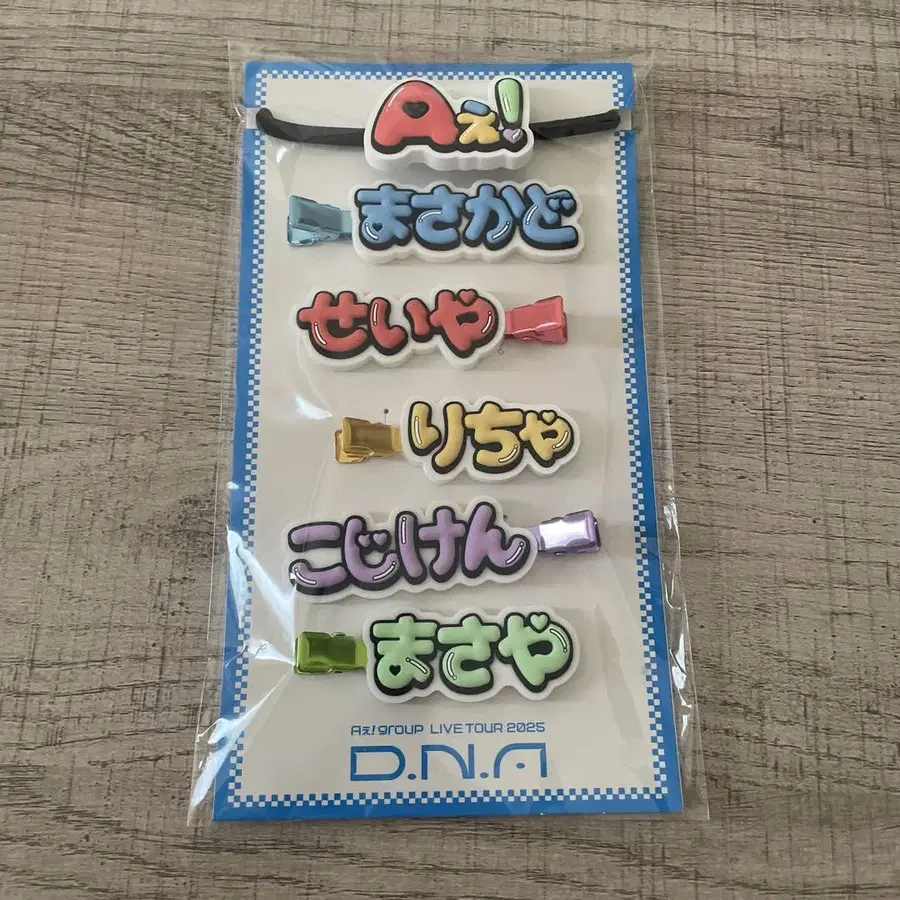 Aぇ!
まさかど
せいや
りちゃ
こじけん
まさや
Aぇ! group LIVE TOUR 2025
D.N.A